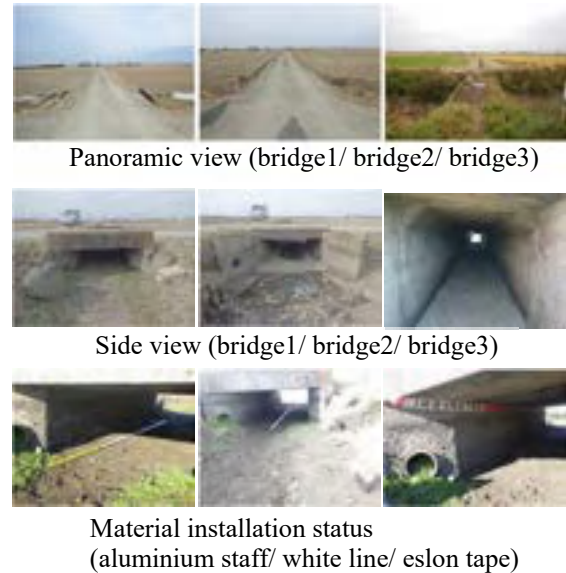 Panoramic view (bridge1/ bridge2/ bridge3)
Side view (bridge1/ bridge2/ bridge3)
Material installation status
(aluminium staff/ white line/ eslon tape)